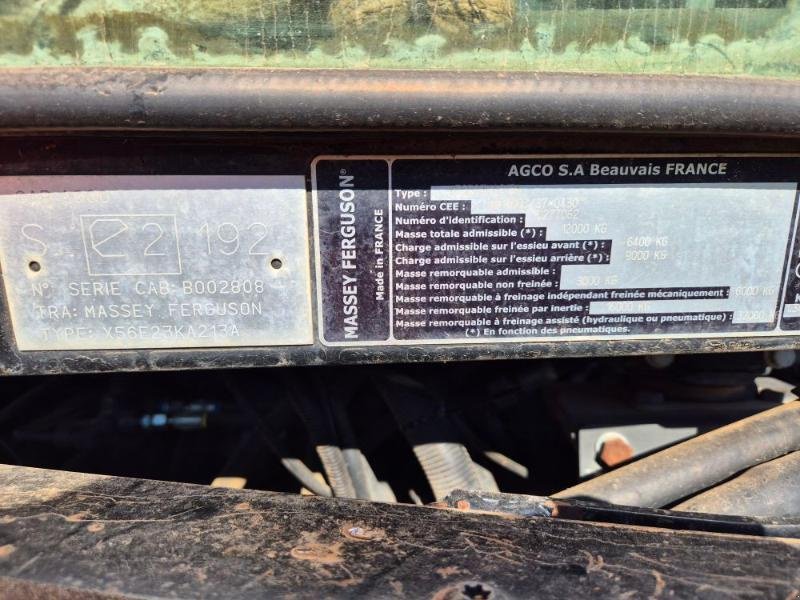 S e2 192
N° SERIE CAB: B002808
TRA: MASSEY FERGUSON
TYPE: X56E23KA213A
MASSEY FERGUSON®
Made in FRANCE
AGCO S.A Beauvais FRANCE
Type :
Numéro CEE :
Numéro d'identification :
Masse totale admissible (*) : 12000 KG
Charge admissible sur l'essieu avant (*) : 6400 KG
Charge admissible sur l'essieu arrière (*) : 9000 KG
Masse remorquable admissible :
Masse remorquable non freinée : 3000 KG
Masse remorquable à freinage indépendant freinée mécaniquement : 6000 KG
Masse remorquable freinée par inertie :
Masse remorquable à freinage assisté (hydraulique ou pneumatique) : 32000 KG
(*) En fonction des pneumatiques.